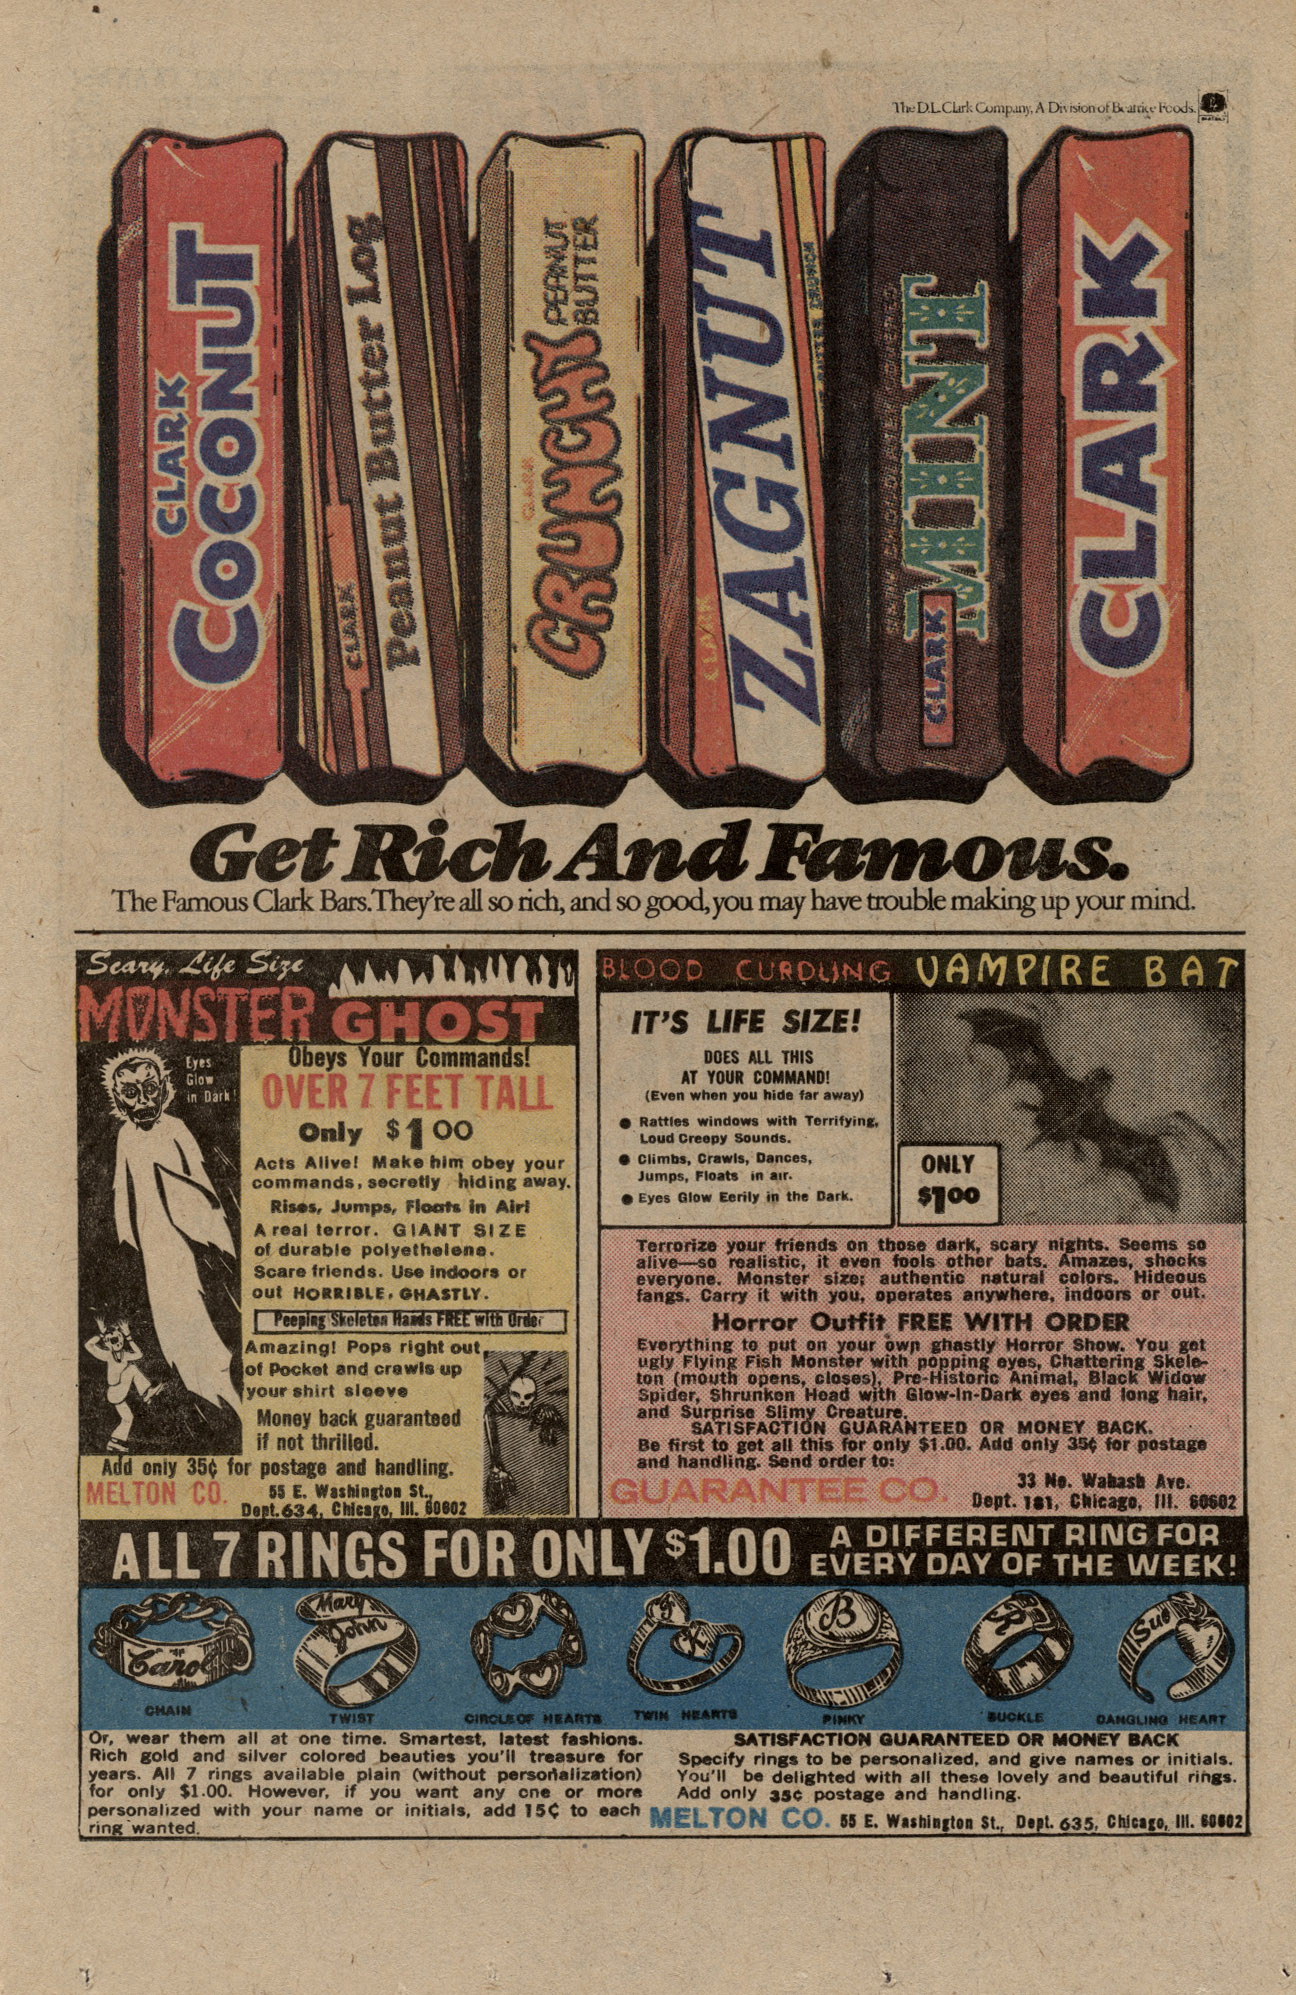 The D.L. Clark Company, A Division of Beatrice Foods.
CLARK
COCONUT
CLARK
Peanut Butter Log
CLARK
CRUNCHY
PEANUT
BUTTER
CLARK
ZAGNUT
CLARK
MINT
CLARK
Get Rich And Famous.
The Famous Clark Bars. They're all so rich, and so good, you may have trouble making up your mind.
Scary, Life Size
MONSTER GHOST
Eyes
Glow
in Dark!
Obeys Your Commands!
OVER 7 FEET TALL
Only $1 00
Acts Alive! Make him obey your
commands, secretly hiding away.
Rises, Jumps, Floats in Air!
A real terror. GIANT SIZE
of durable polyethelene.
Scare friends. Use indoors or
out HORRIBLE, GHASTLY.
Peeping Skeleton Hands FREE with Order
Amazing! Pops right out
of Pocket and crawls up
your shirt sleeve
Money back guaranteed
if not thrilled.
Add only 35¢ for postage and handling.
MELTON CO. 55 E. Washington St.,
Dept. 634, Chicago, Ill. 60602
BLOOD CURDLING VAMPIRE BAT
IT'S LIFE SIZE!
DOES ALL THIS
AT YOUR COMMAND!
(Even when you hide far away)
● Rattles windows with Terrifying,
Loud Creepy Sounds.
● Climbs, Crawls, Dances,
Jumps, Floats in air.
● Eyes Glow Eerily in the Dark.
ONLY
$100
Terrorize your friends on those dark, scary nights. Seems so
alive—so realistic, it even fools other bats. Amazes, shocks
everyone. Monster size; authentic natural colors. Hideous
fangs. Carry it with you, operates anywhere, indoors or out.
Horror Outfit FREE WITH ORDER
Everything to put on your own ghastly Horror Show. You get
ugly Flying Fish Monster with popping eyes, Chattering Skele-
ton (mouth opens, closes), Pre-Historic Animal, Black Widow
Spider, Shrunken Head with Glow-In-Dark eyes and long hair,
and Surprise Slimy Creature.
SATISFACTION GUARANTEED OR MONEY BACK.
Be first to get all this for only $1.00. Add only 35¢ for postage
and handling. Send order to:
GUARANTEE CO. 33 No. Wabash Ave.
Dept. 181, Chicago, Ill. 60602
ALL 7 RINGS FOR ONLY $1.00 A DIFFERENT RING FOR
EVERY DAY OF THE WEEK!
Carol
Mary
John
B
Sue
CHAIN
TWIST
CIRCLE OF HEARTS
TWIN HEARTS
PINKY
BUCKLE
DANGLING HEART
Or, wear them all at one time. Smartest, latest fashions.
Rich gold and silver colored beauties you'll treasure for
years. All 7 rings available plain (without personalization)
for only $1.00. However, if you want any one or more
personalized with your name or initials, add 15¢ to each
ring wanted.
SATISFACTION GUARANTEED OR MONEY BACK
Specify rings to be personalized, and give names or initials.
You'll be delighted with all these lovely and beautiful rings.
Add only 35¢ postage and handling.
MELTON CO. 55 E. Washington St., Dept. 635, Chicago, Ill. 60602